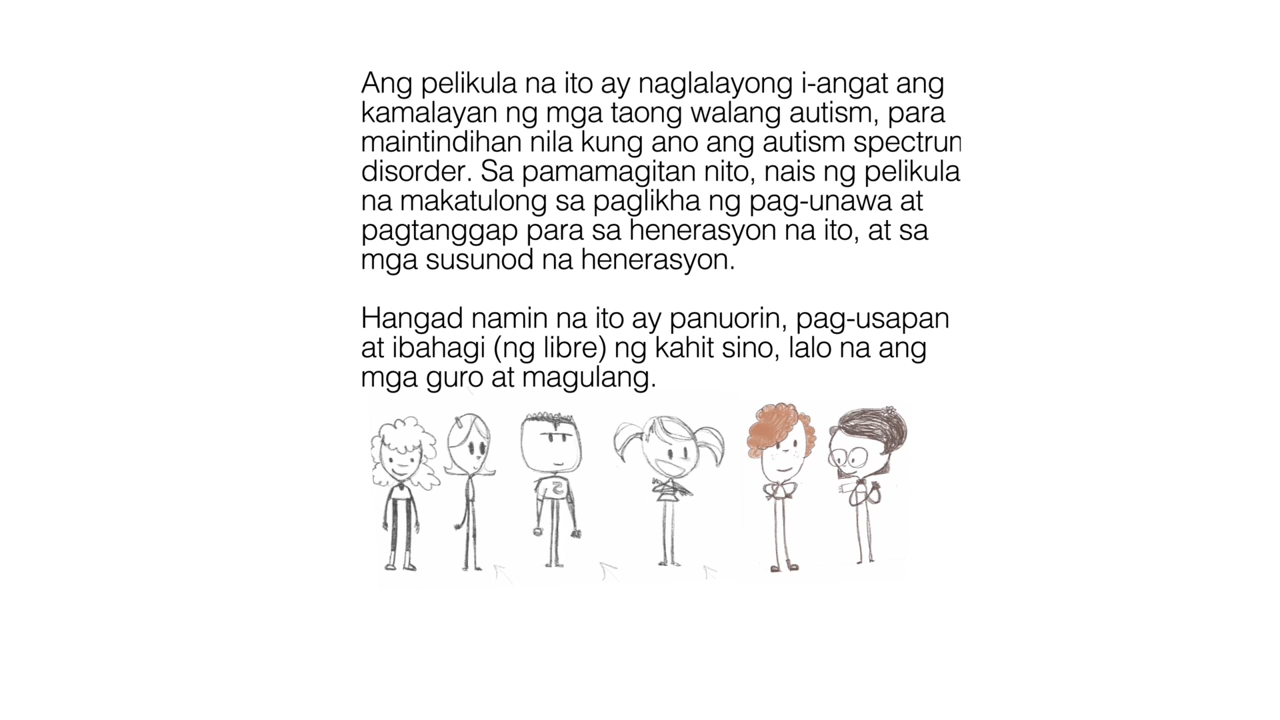 Ang pelikula na ito ay naglalayong i-angat ang
kamalayan ng mga taong walang autism, para
maintindihan nila kung ano ang autism spectrum
disorder. Sa pamamagitan nito, nais ng pelikula
na makatulong sa paglikha ng pag-unawa at
pagtanggap para sa henerasyon na ito, at sa
mga susunod na henerasyon.
Hangad namin na ito ay panuorin, pag-usapan
at ibahagi (ng libre) ng kahit sino, lalo na ang
mga guro at magulang.